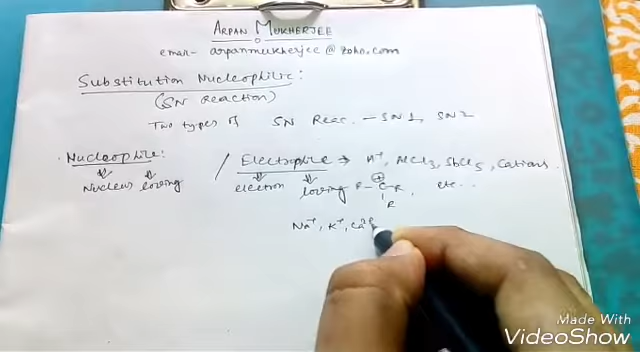 ARPAN MUKHERJEE
email- arpanmukherjee@zoho.com
Substitution Nucleophilic:
(SN Reaction)
Two types of SN Reac. - SN1, SN2
Nucleophile: / Electrophile → H+, AlCl3, SbCl5, Cations.
Nucleus loving electron loving R-C-R, etc..
⊕
R
Na+, K+, Ca2+
Made With
VideoShow